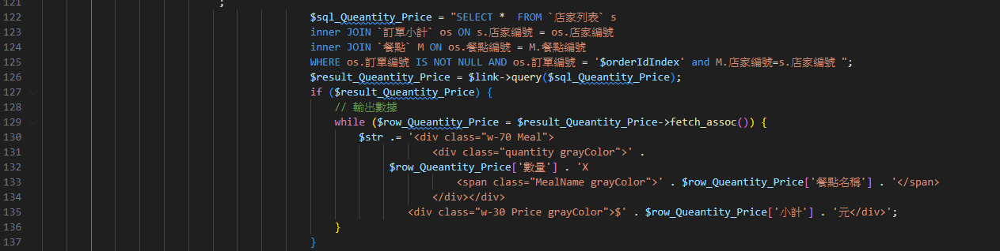 121 ;
122 $sql_Queantity_Price = "SELECT *  FROM `店家列表` s
123 inner JOIN `訂單小計` os ON s.店家編號 = os.店家編號
124 inner JOIN `餐點` M ON os.餐點編號 = M.餐點編號
125 WHERE os.訂單編號 IS NOT NULL AND os.訂單編號 = '$orderIdIndex' and M.店家編號=s.店家編號 ";
126 $result_Queantity_Price = $link->query($sql_Queantity_Price);
127 if ($result_Queantity_Price) {
128 // 輸出數據
129 while ($row_Queantity_Price = $result_Queantity_Price->fetch_assoc()) {
130 $str .= '<div class="w-70 Meal">
131 <div class="quantity grayColor">' .
132 $row_Queantity_Price['數量'] . 'X
133 <span class="MealName grayColor">' . $row_Queantity_Price['餐點名稱'] . '</span>
134 </div></div>
135 <div class="w-30 Price grayColor">$' . $row_Queantity_Price['小計'] . '元</div>';
136 }
137 }